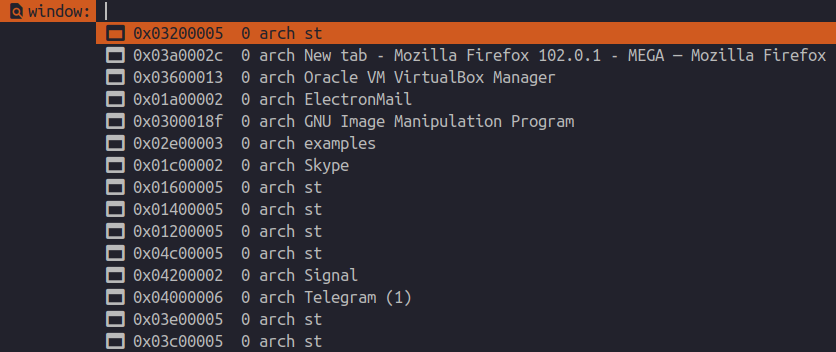 window:
0x03200005  0 arch st
0x03a0002c  0 arch New tab - Mozilla Firefox 102.0.1 - MEGA — Mozilla Firefox
0x03600013  0 arch Oracle VM VirtualBox Manager
0x01a00002  0 arch ElectronMail
0x0300018f  0 arch GNU Image Manipulation Program
0x02e00003  0 arch examples
0x01c00002  0 arch Skype
0x01600005  0 arch st
0x01400005  0 arch st
0x01200005  0 arch st
0x04c00005  0 arch st
0x04200002  0 arch Signal
0x04000006  0 arch Telegram (1)
0x03e00005  0 arch st
0x03c00005  0 arch st